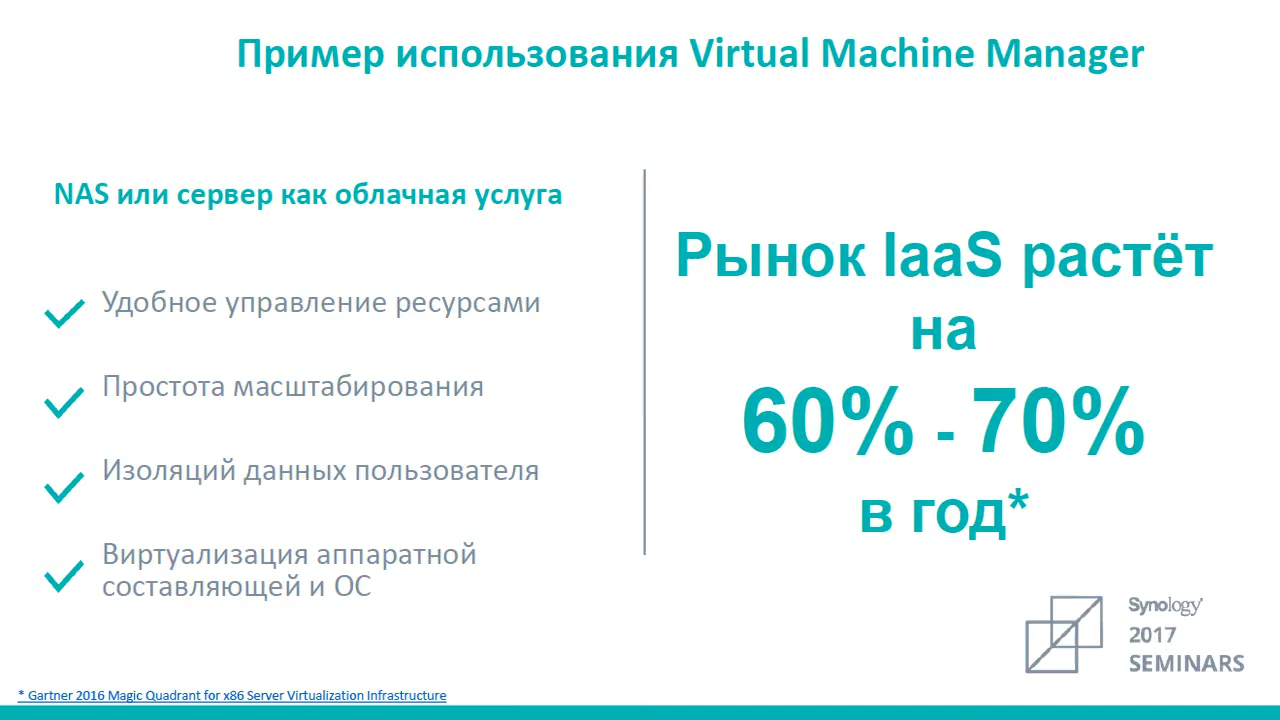 Пример использования Virtual Machine Manager
NAS или сервер как облачная услуга
Удобное управление ресурсами
Простота масштабирования
Изоляций данных пользователя
Виртуализация аппаратной
составляющей и ОС
Рынок IaaS растёт
на
60% - 70%
в год*
Synology®
2017
SEMINARS
* Gartner 2016 Magic Quadrant for x86 Server Virtualization Infrastructure